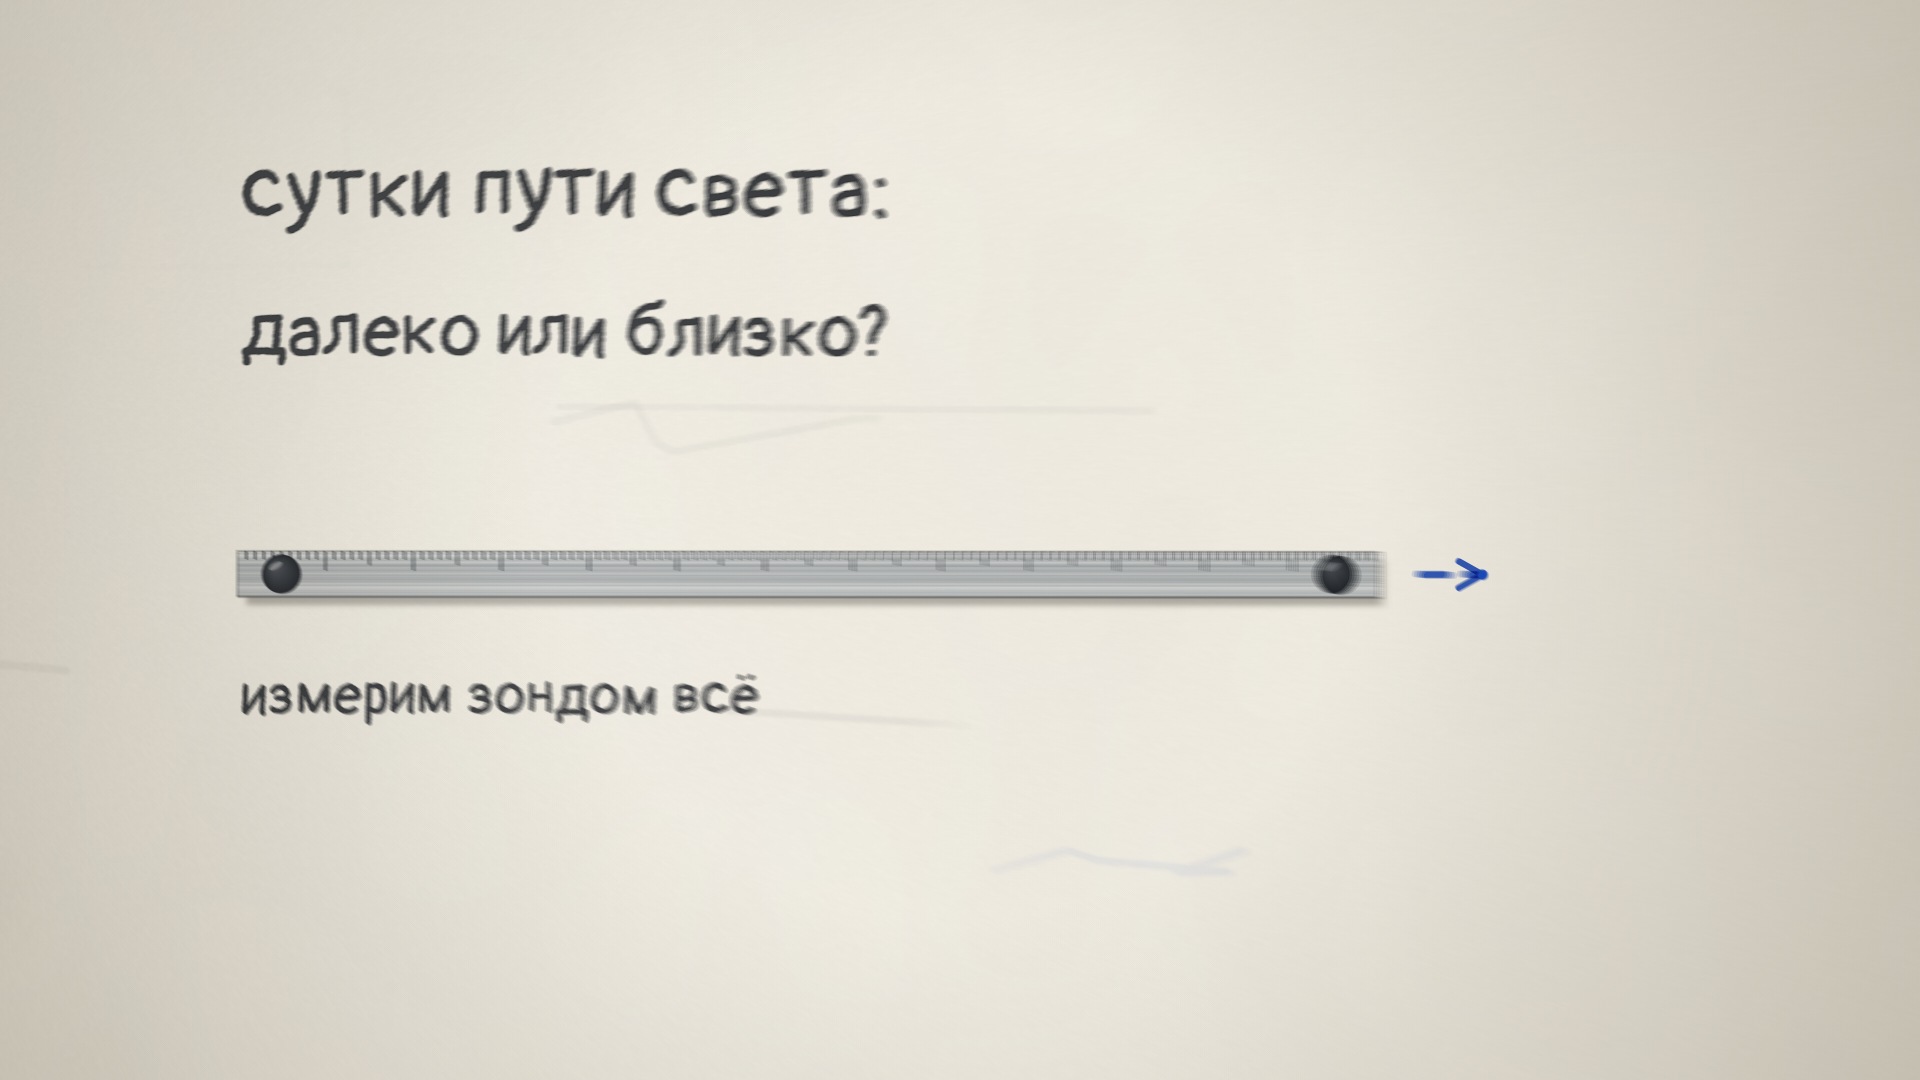 сутки пути света:
далеко или близко?
измерим зондом всё